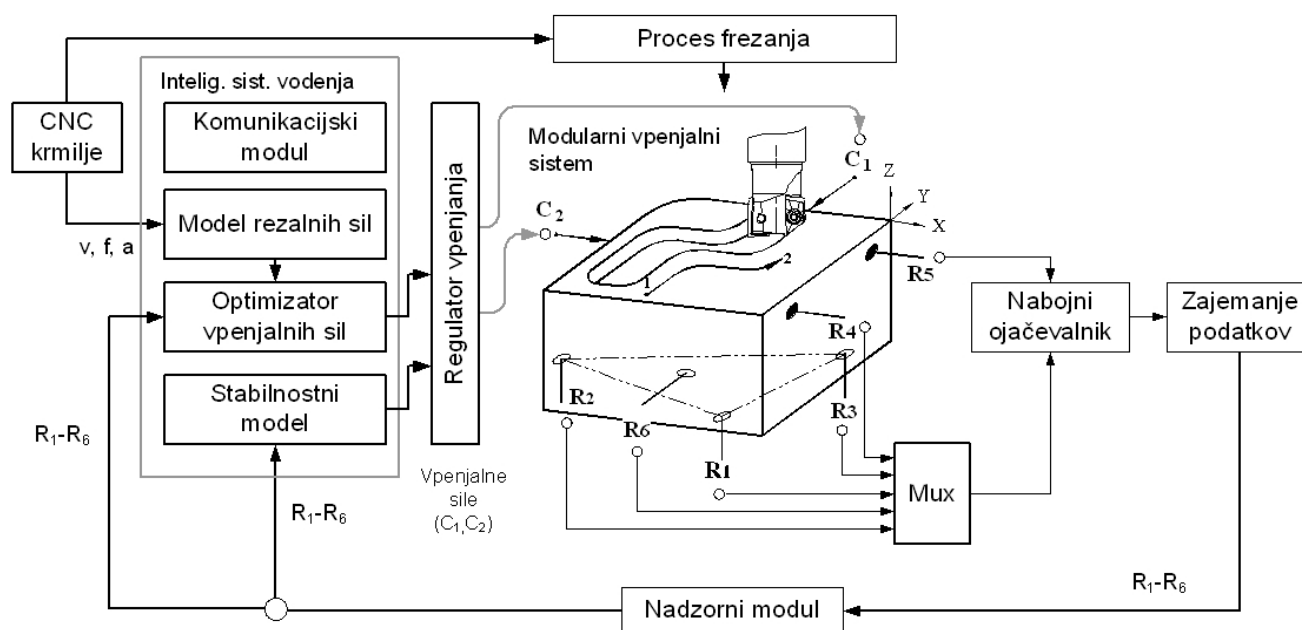 Proces frezanja
Intelig. sist. vodenja
CNC
krmilje
Komunikacijski
modul
Model rezalnih sil
v, f, a
Optimizator
vpenjalnih sil
Stabilnostni
model
R₁-R₆
R₁-R₆
Regulator vpenjanja
Vpenjalne
sile
(C₁,C₂)
Modularni vpenjalni
sistem
C₁
C₂
Z
Y
X
1
2
R5
R4
R2
R3
R6
R1
Mux
Nabojni
ojačevalnik
Zajemanje
podatkov
R₁-R₆
Nadzorni modul